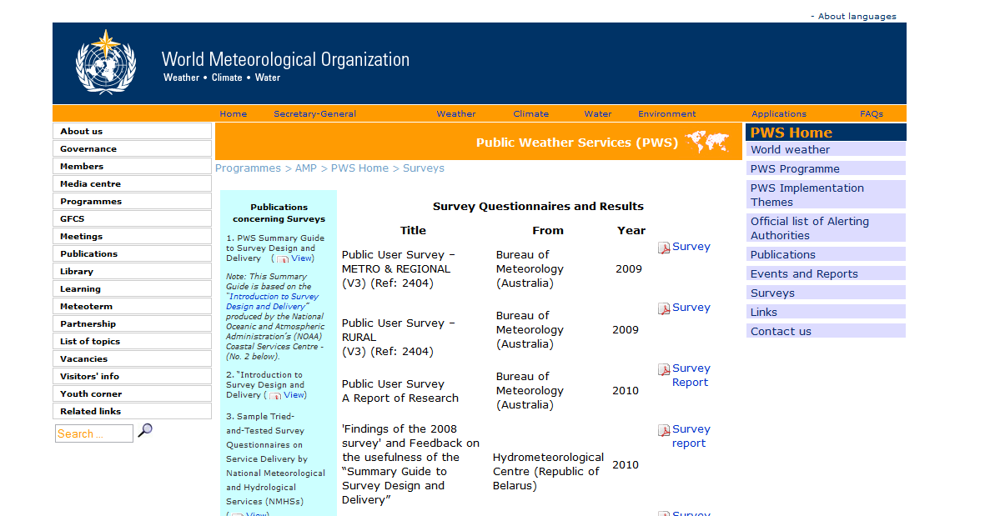 - About languages
World Meteorological Organization
Weather • Climate • Water
Home Secretary-General Weather Climate Water Environment Applications FAQs
About us
Governance
Members
Media centre
Programmes
GFCS
Meetings
Publications
Library
Learning
Meteoterm
Partnership
List of topics
Vacancies
Visitors' info
Youth corner
Related links
Search ...
Public Weather Services (PWS)
Programmes > AMP > PWS Home > Surveys
Publications
concerning Surveys
1. PWS Summary Guide
to Survey Design and
Delivery ( View)
Note: This Summary
Guide is based on the
"Introduction to Survey
Design and Delivery"
produced by the National
Oceanic and Atmospheric
Administration's (NOAA)
Coastal Services Centre -
(No. 2 below).
2. "Introduction to
Survey Design and
Delivery ( View)
3. Sample Tried-
and-Tested Survey
Questionnaires on
Service Delivery by
National Meteorological
and Hydrological
Services (NMHSs)
( View)
Survey Questionnaires and Results
Title From Year
Public User Survey –
METRO & REGIONAL
(V3) (Ref: 2404)
Bureau of
Meteorology
(Australia)
2009
Survey
Public User Survey –
RURAL
(V3) (Ref: 2404)
Bureau of
Meteorology
(Australia)
2009
Survey
Public User Survey
A Report of Research
Bureau of
Meteorology
(Australia)
2010
Survey
Report
'Findings of the 2008
survey' and Feedback on
the usefulness of the
“Summary Guide to
Survey Design and
Delivery”
Hydrometeorological
Centre (Republic of
Belarus)
2010
Survey
report
Survey
PWS Home
World weather
PWS Programme
PWS Implementation
Themes
Official list of Alerting
Authorities
Publications
Events and Reports
Surveys
Links
Contact us